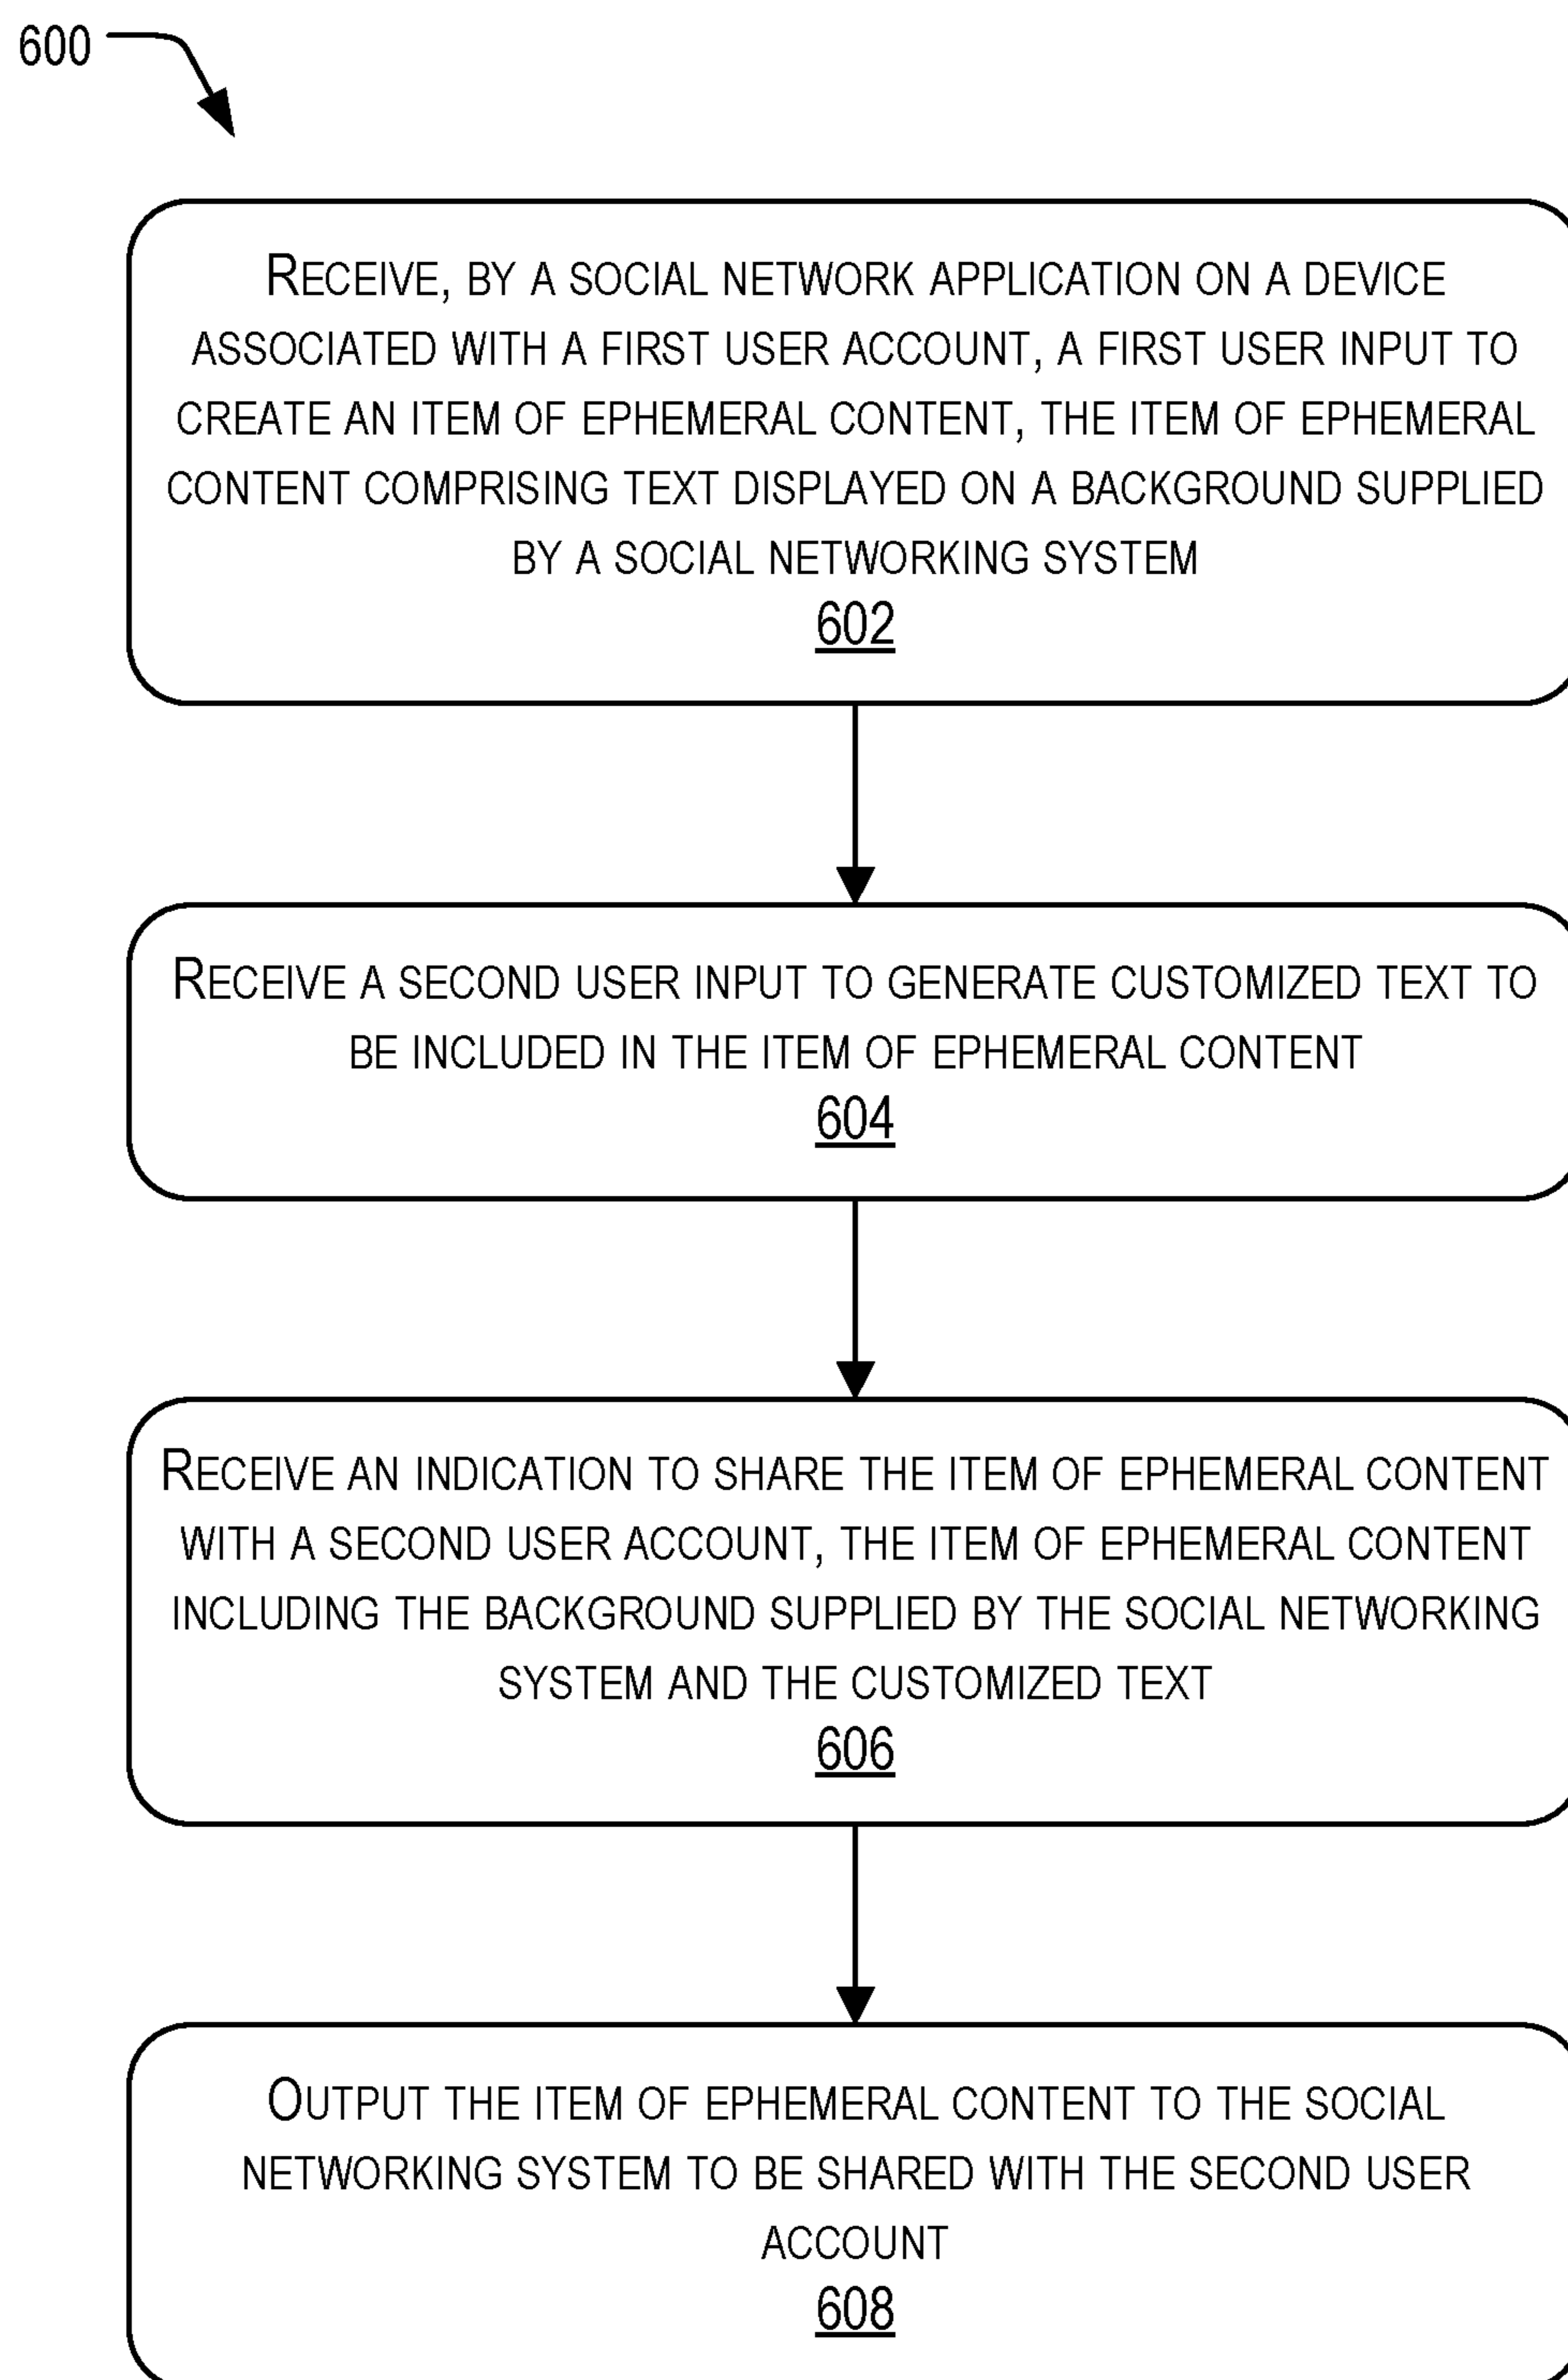 600
Receive, by a social network application on a device
associated with a first user account, a first user input to
create an item of ephemeral content, the item of ephemeral
content comprising text displayed on a background supplied
by a social networking system
602
Receive a second user input to generate customized text to
be included in the item of ephemeral content
604
Receive an indication to share the item of ephemeral content
with a second user account, the item of ephemeral content
including the background supplied by the social networking
system and the customized text
606
Output the item of ephemeral content to the social
networking system to be shared with the second user
account
608